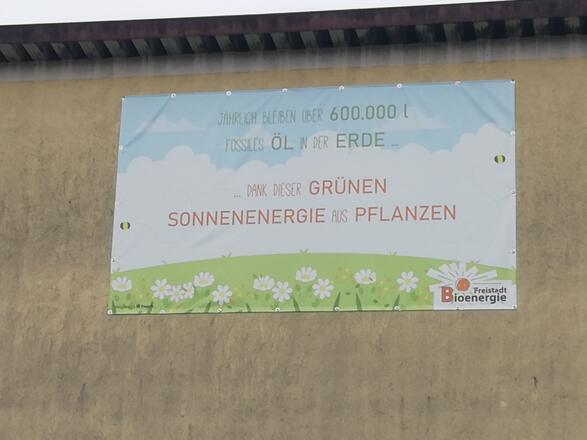 JÄHRLICH BLEIBEN ÜBER 600.000 l
FOSSILES ÖL IN DER ERDE ...
... DANK DIESER GRÜNEN
SONNENENERGIE AUS PFLANZEN
Freistadt
Bioenergie